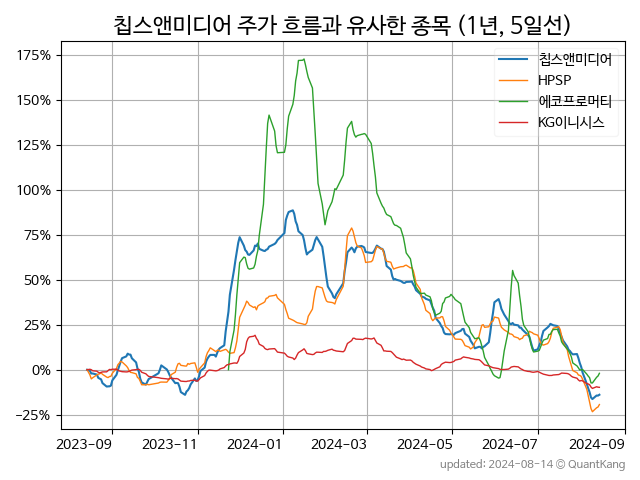 칩스앤미디어 주가 흐름과 유사한 종목 (1년, 5일선)
175%
150%
125%
100%
75%
50%
25%
0%
−25%
칩스앤미디어
HPSP
에코프로머티
KG이니시스
2023-09 2023-11 2024-01 2024-03 2024-05 2024-07 2024-09
updated: 2024-08-14 @ QuantKang